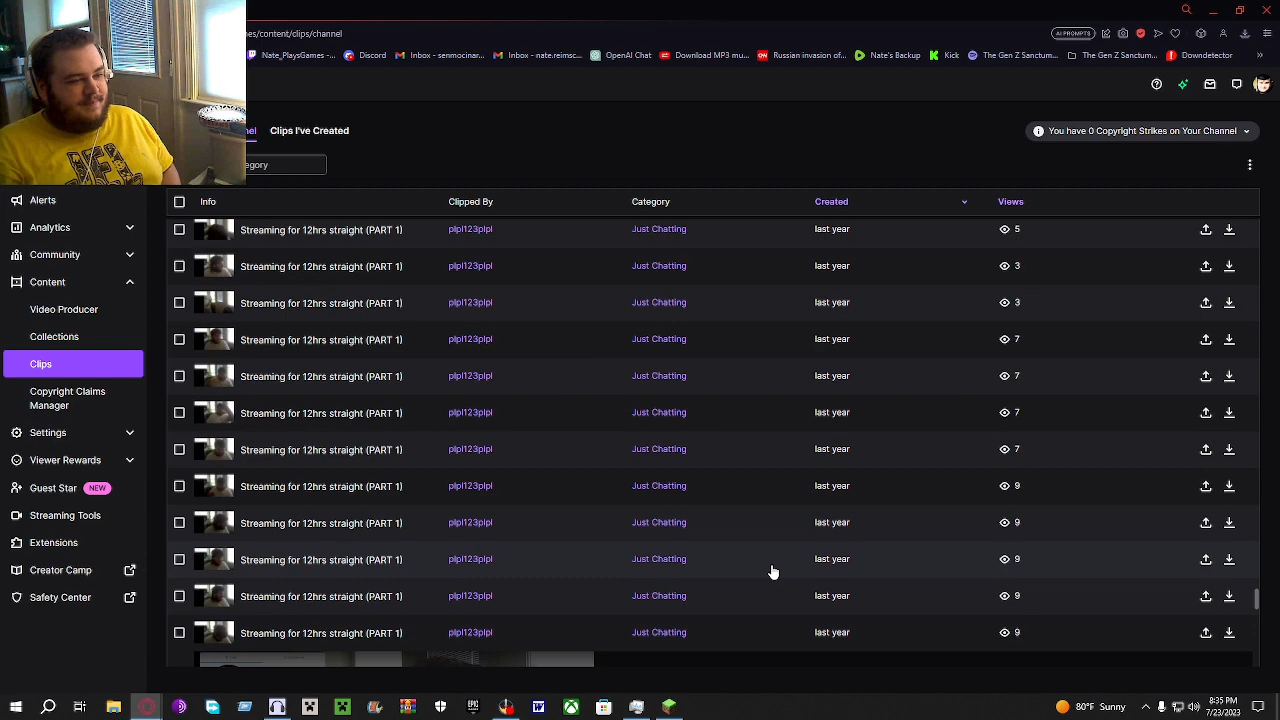 es/content/clips/channel
AI PROMPTS
Nate_PlaysGames - ...
Discord
Inbox - senmocinar...
Inbox - nateisnteen...
OpenAI Chat
Download MP3 mu...
Russian invasion...
Nate's Backup
Kick
The Gen Z Sanctum...
The Gen Z Sanctum...
Downdetector
nel
Clips I've Created
You have no Copyright Strikes on Your Channel
egory
Alerts
Analytics
Community
Content
Video Producer
Collections
Clips
Copyright Claims
Manager
Settings
Viewer Rewards
Guest Star NEW
Streaming Tools
Extensions
Creator Camp
Safety Center
Info Clipped By Category Created Views
Streaming for 12hrs straight (PART 1) plpl123plpl Just Chatting last year 5
Streaming for 12hrs straight (PART 1) plpl123plpl Just Chatting last year 3
Streaming for 12hrs straight (PART 1) plpl123plpl Just Chatting last year 3
Streaming for 12hrs straight (PART 1) plpl123plpl Just Chatting last year 7
Streaming for 12hrs straight (PART 1) plpl123plpl Just Chatting last year 7
Streaming for 12hrs straight (PART 1) plpl123plpl Just Chatting last year 7
Streaming for 12hrs straight (PART 1) plpl123plpl Just Chatting last year 7
Streaming for 12hrs straight (PART 1) plpl123plpl Just Chatting last year 9
Streaming for 12hrs straight (PART 1) plpl123plpl Just Chatting last year 9
Streaming for 12hrs straight (PART 1) plpl123plpl Just Chatting last year 9
Streaming for 12hrs straight (PART 1) plpl123plpl Just Chatting last year 9
Streaming for 12hrs straight (PART 1) plpl123plpl Just Chatting last year 9
80°F Sunny
8:35 PM
7/23/2023